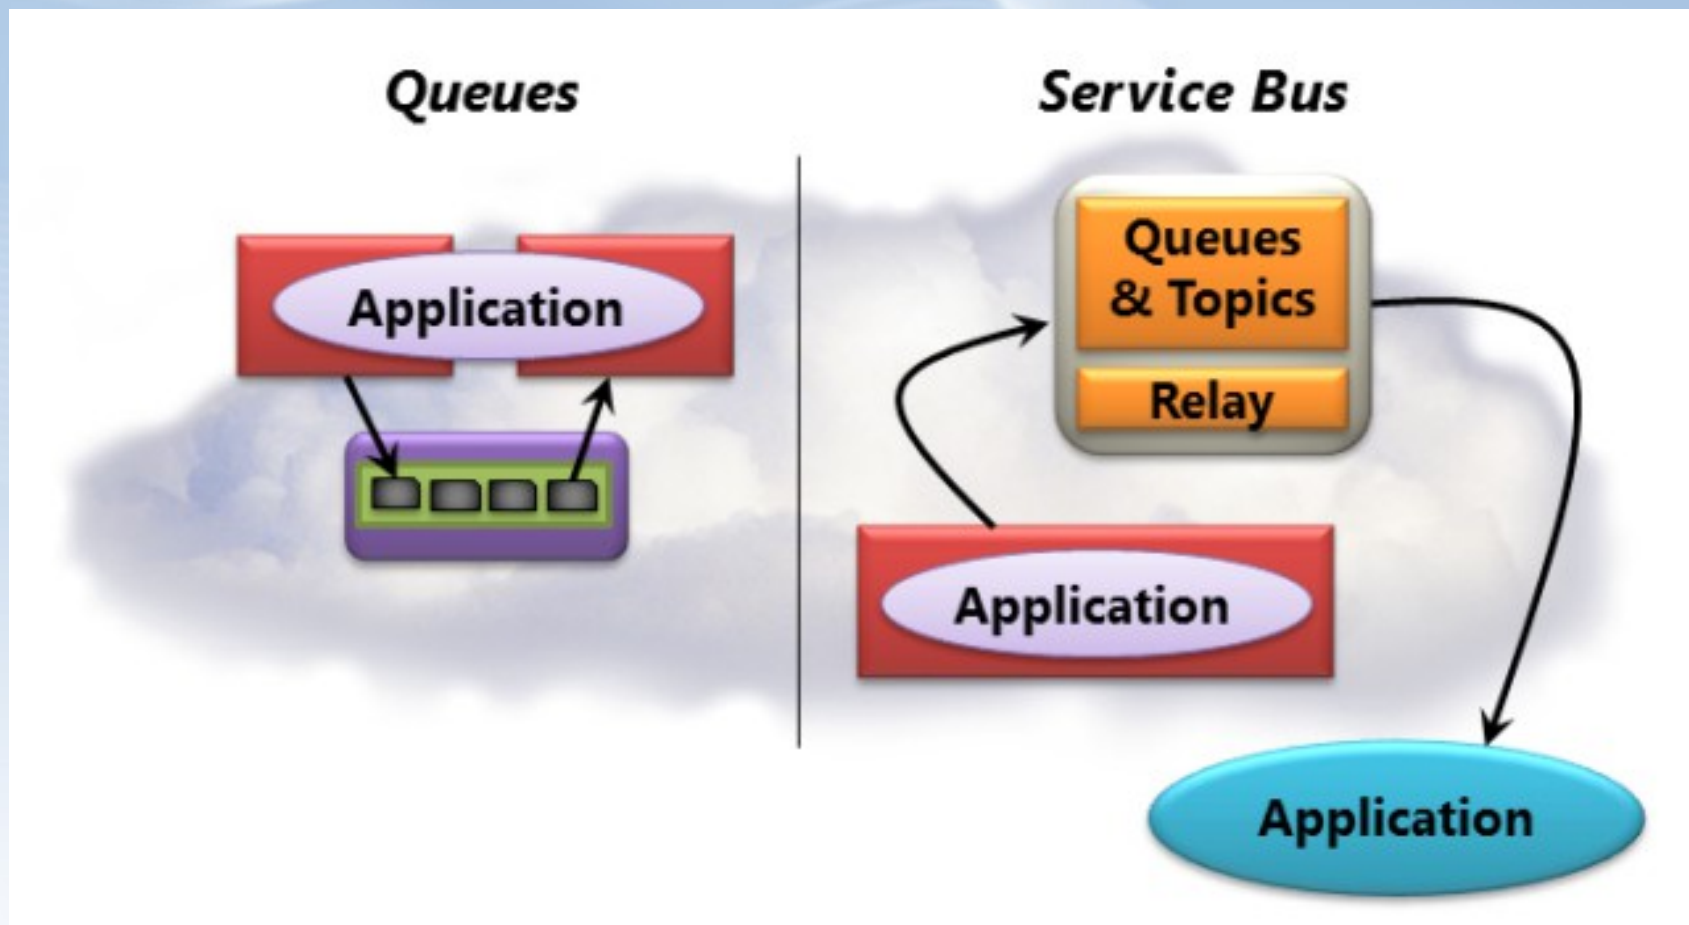 Queues
Application
Service Bus
Queues
& Topics
Relay
Application
Application